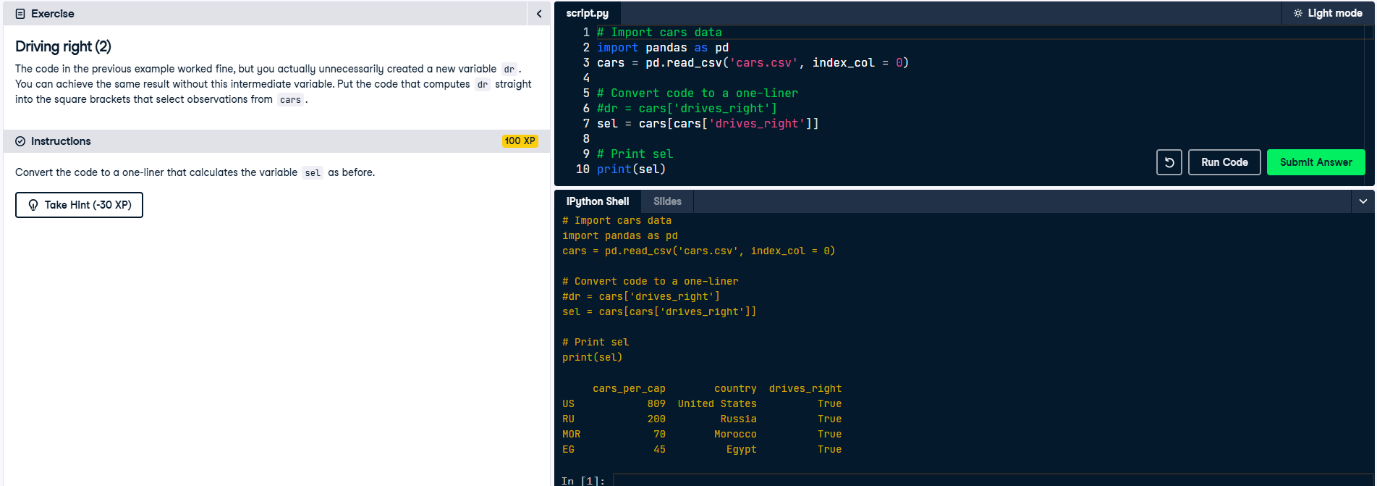 Exercise
Driving right (2)
The code in the previous example worked fine, but you actually unnecessarily created a new variable dr .
You can achieve the same result without this intermediate variable. Put the code that computes dr straight
into the square brackets that select observations from cars .
Instructions
100 XP
Convert the code to a one-liner that calculates the variable sel as before.
Take Hint (-30 XP)
script.py
Light mode
1 # Import cars data
2 import pandas as pd
3 cars = pd.read_csv('cars.csv', index_col = 0)
4
5 # Convert code to a one-liner
6 #dr = cars['drives_right']
7 sel = cars[cars['drives_right']]
8
9 # Print sel
10 print(sel)
Run Code
Submit Answer
IPython Shell
Slides
# Import cars data
import pandas as pd
cars = pd.read_csv('cars.csv', index_col = 0)
# Convert code to a one-liner
#dr = cars['drives_right']
sel = cars[cars['drives_right']]
# Print sel
print(sel)
cars_per_cap country drives_right
US 809 United States True
RU 200 Russia True
MOR 70 Morocco True
EG 45 Egypt True
In [1]: